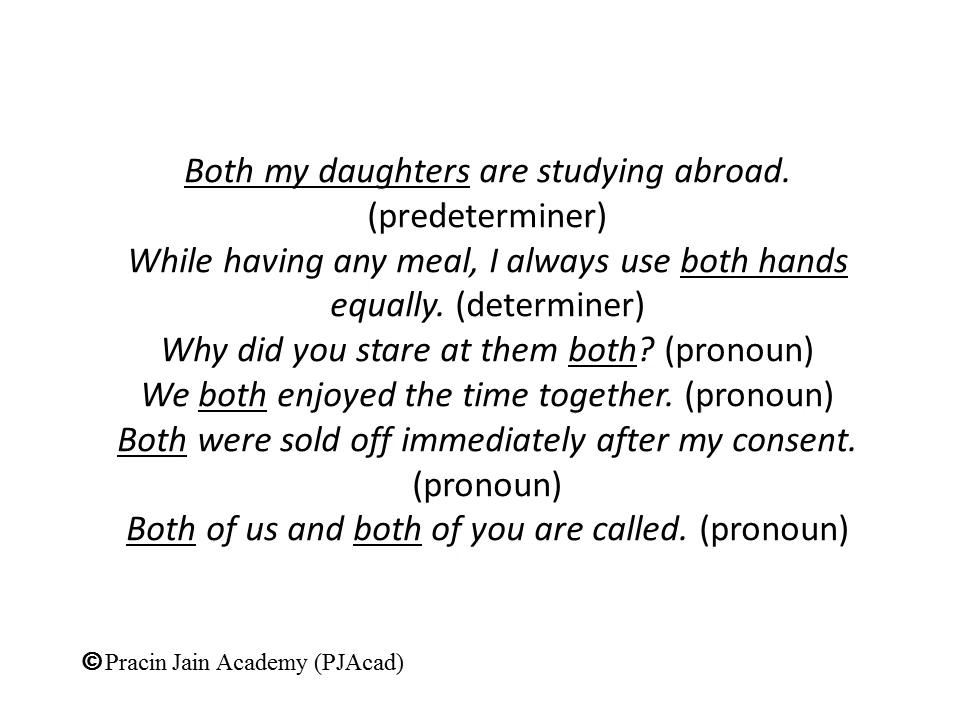 Both my daughters are studying abroad.
(predeterminer)
While having any meal, I always use both hands
equally. (determiner)
Why did you stare at them both? (pronoun)
We both enjoyed the time together. (pronoun)
Both were sold off immediately after my consent.
(pronoun)
Both of us and both of you are called. (pronoun)
©Pracin Jain Academy (PJAcad)